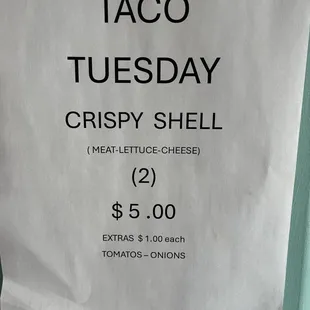 TACO
TUESDAY
CRISPY SHELL
( MEAT-LETTUCE-CHEESE)
(2)
$ 5 .00
EXTRAS $ 1.00 each
TOMATOS – ONIONS